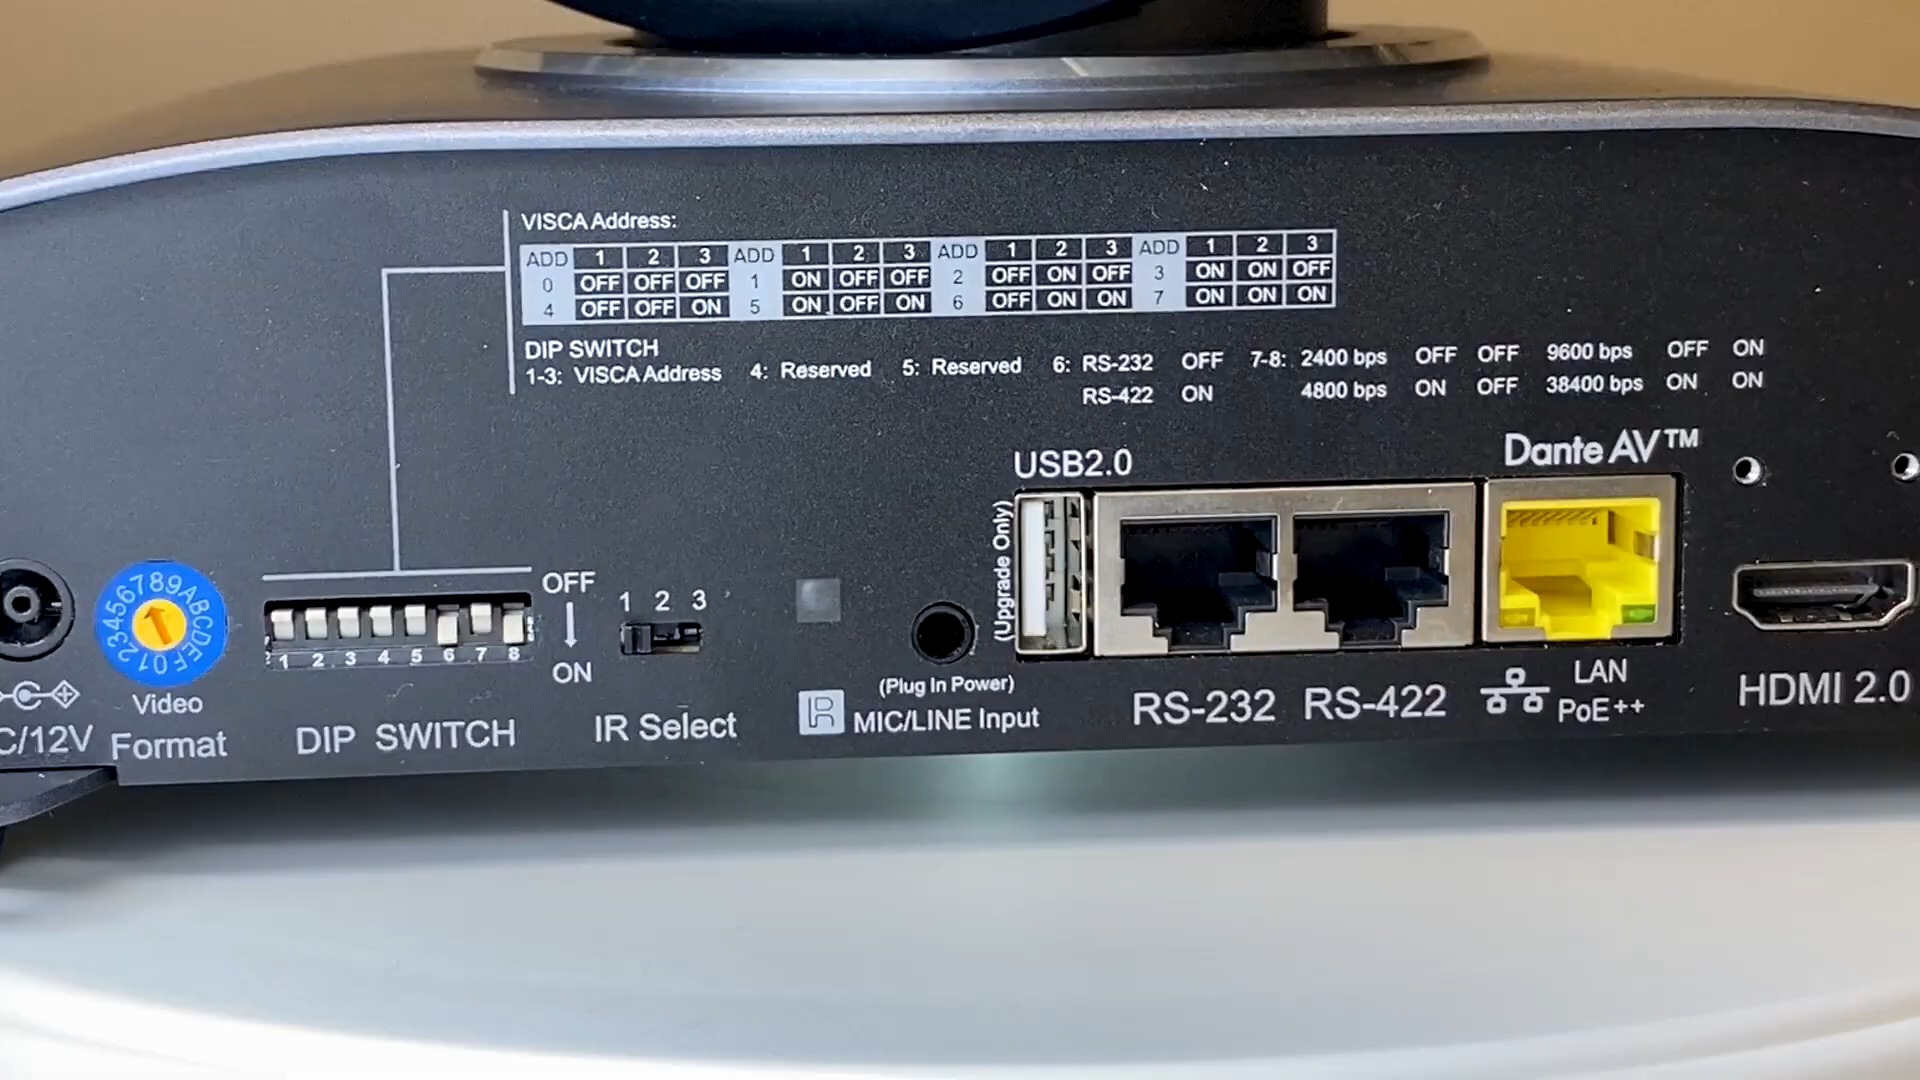 VISCA Address:
ADD 1 2 3 ADD 1 2 3 ADD 1 2 3 ADD 1 2 3
0 OFF OFF OFF 1 ON OFF OFF 2 OFF ON OFF 3 ON ON OFF
4 OFF OFF ON 5 ON OFF ON 6 OFF ON ON 7 ON ON ON
DIP SWITCH
1-3: VISCA Address 4: Reserved 5: Reserved 6: RS-232 OFF 7-8: 2400 bps OFF OFF 9600 bps OFF ON
RS-422 ON 4800 bps ON OFF 38400 bps ON ON
Dante AV™
USB2.0
(Upgrade Only)
0123456789ABCDEF
OFF
ON
1 2 3 4 5 6 7 8
1 2 3
C/12V
Video
Format
DIP SWITCH
IR Select
(Plug In Power)
MIC/LINE Input
RS-232
RS-422
LAN
PoE++
HDMI 2.0